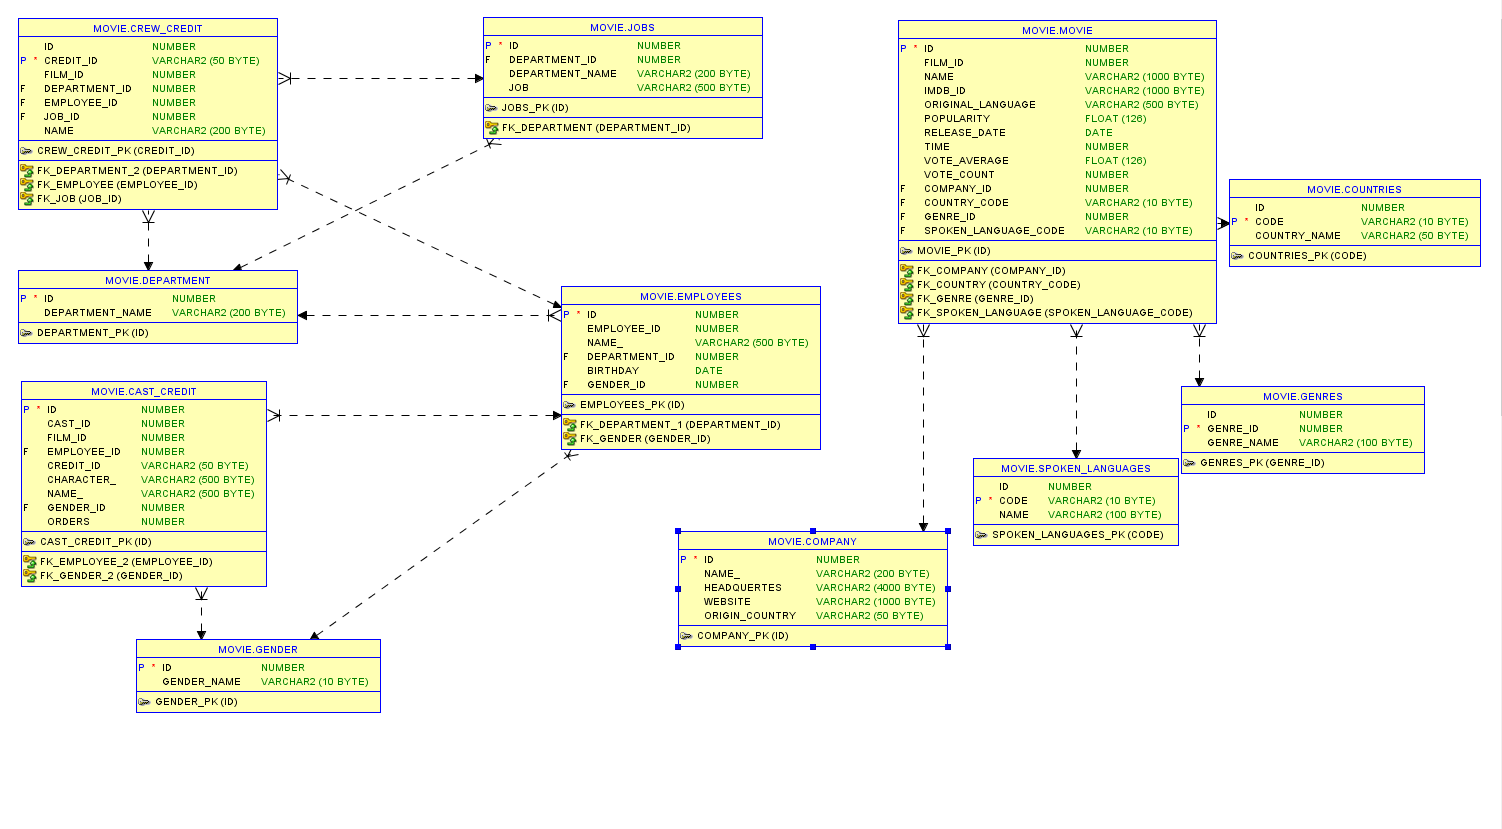 MOVIE.CREW_CREDIT
ID NUMBER
P * CREDIT_ID VARCHAR2 (50 BYTE)
FILM_ID NUMBER
F DEPARTMENT_ID NUMBER
F EMPLOYEE_ID NUMBER
F JOB_ID NUMBER
NAME VARCHAR2 (200 BYTE)
CREW_CREDIT_PK (CREDIT_ID)
FK_DEPARTMENT_2 (DEPARTMENT_ID)
FK_EMPLOYEE (EMPLOYEE_ID)
FK_JOB (JOB_ID)
MOVIE.JOBS
P * ID NUMBER
F DEPARTMENT_ID NUMBER
DEPARTMENT_NAME VARCHAR2 (200 BYTE)
JOB VARCHAR2 (500 BYTE)
JOBS_PK (ID)
FK_DEPARTMENT (DEPARTMENT_ID)
MOVIE.MOVIE
P * ID NUMBER
FILM_ID NUMBER
NAME VARCHAR2 (1000 BYTE)
IMDB_ID VARCHAR2 (1000 BYTE)
ORIGINAL_LANGUAGE VARCHAR2 (500 BYTE)
POPULARITY FLOAT (126)
RELEASE_DATE DATE
TIME NUMBER
VOTE_AVERAGE FLOAT (126)
VOTE_COUNT NUMBER
F COMPANY_ID NUMBER
F COUNTRY_CODE VARCHAR2 (10 BYTE)
F GENRE_ID NUMBER
F SPOKEN_LANGUAGE_CODE VARCHAR2 (10 BYTE)
MOVIE_PK (ID)
FK_COMPANY (COMPANY_ID)
FK_COUNTRY (COUNTRY_CODE)
FK_GENRE (GENRE_ID)
FK_SPOKEN_LANGUAGE (SPOKEN_LANGUAGE_CODE)
MOVIE.COUNTRIES
ID NUMBER
P * CODE VARCHAR2 (10 BYTE)
COUNTRY_NAME VARCHAR2 (50 BYTE)
COUNTRIES_PK (CODE)
MOVIE.DEPARTMENT
P * ID NUMBER
DEPARTMENT_NAME VARCHAR2 (200 BYTE)
DEPARTMENT_PK (ID)
MOVIE.EMPLOYEES
P * ID NUMBER
EMPLOYEE_ID NUMBER
NAME_ VARCHAR2 (500 BYTE)
F DEPARTMENT_ID NUMBER
BIRTHDAY DATE
F GENDER_ID NUMBER
EMPLOYEES_PK (ID)
FK_DEPARTMENT_1 (DEPARTMENT_ID)
FK_GENDER (GENDER_ID)
MOVIE.CAST_CREDIT
P * ID NUMBER
CAST_ID NUMBER
FILM_ID NUMBER
F EMPLOYEE_ID NUMBER
CREDIT_ID VARCHAR2 (50 BYTE)
CHARACTER_ VARCHAR2 (500 BYTE)
NAME_ VARCHAR2 (500 BYTE)
F GENDER_ID NUMBER
ORDERS NUMBER
CAST_CREDIT_PK (ID)
FK_EMPLOYEE_2 (EMPLOYEE_ID)
FK_GENDER_2 (GENDER_ID)
MOVIE.GENRES
ID NUMBER
P * GENRE_ID NUMBER
GENRE_NAME VARCHAR2 (100 BYTE)
GENRES_PK (GENRE_ID)
MOVIE.SPOKEN_LANGUAGES
ID NUMBER
P * CODE VARCHAR2 (10 BYTE)
NAME VARCHAR2 (100 BYTE)
SPOKEN_LANGUAGES_PK (CODE)
MOVIE.COMPANY
P * ID NUMBER
NAME_ VARCHAR2 (200 BYTE)
HEADQUERTES VARCHAR2 (4000 BYTE)
WEBSITE VARCHAR2 (1000 BYTE)
ORIGIN_COUNTRY VARCHAR2 (50 BYTE)
COMPANY_PK (ID)
MOVIE.GENDER
P * ID NUMBER
GENDER_NAME VARCHAR2 (10 BYTE)
GENDER_PK (ID)